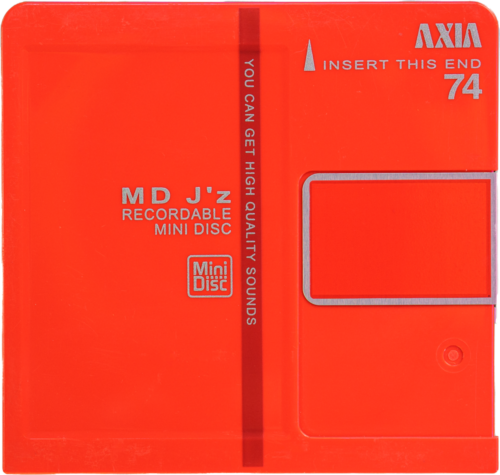 AXIA
INSERT THIS END
74
YOU CAN GET HIGH QUALITY SOUNDS
MD J'z
RECORDABLE
MINI DISC
Mini
Disc